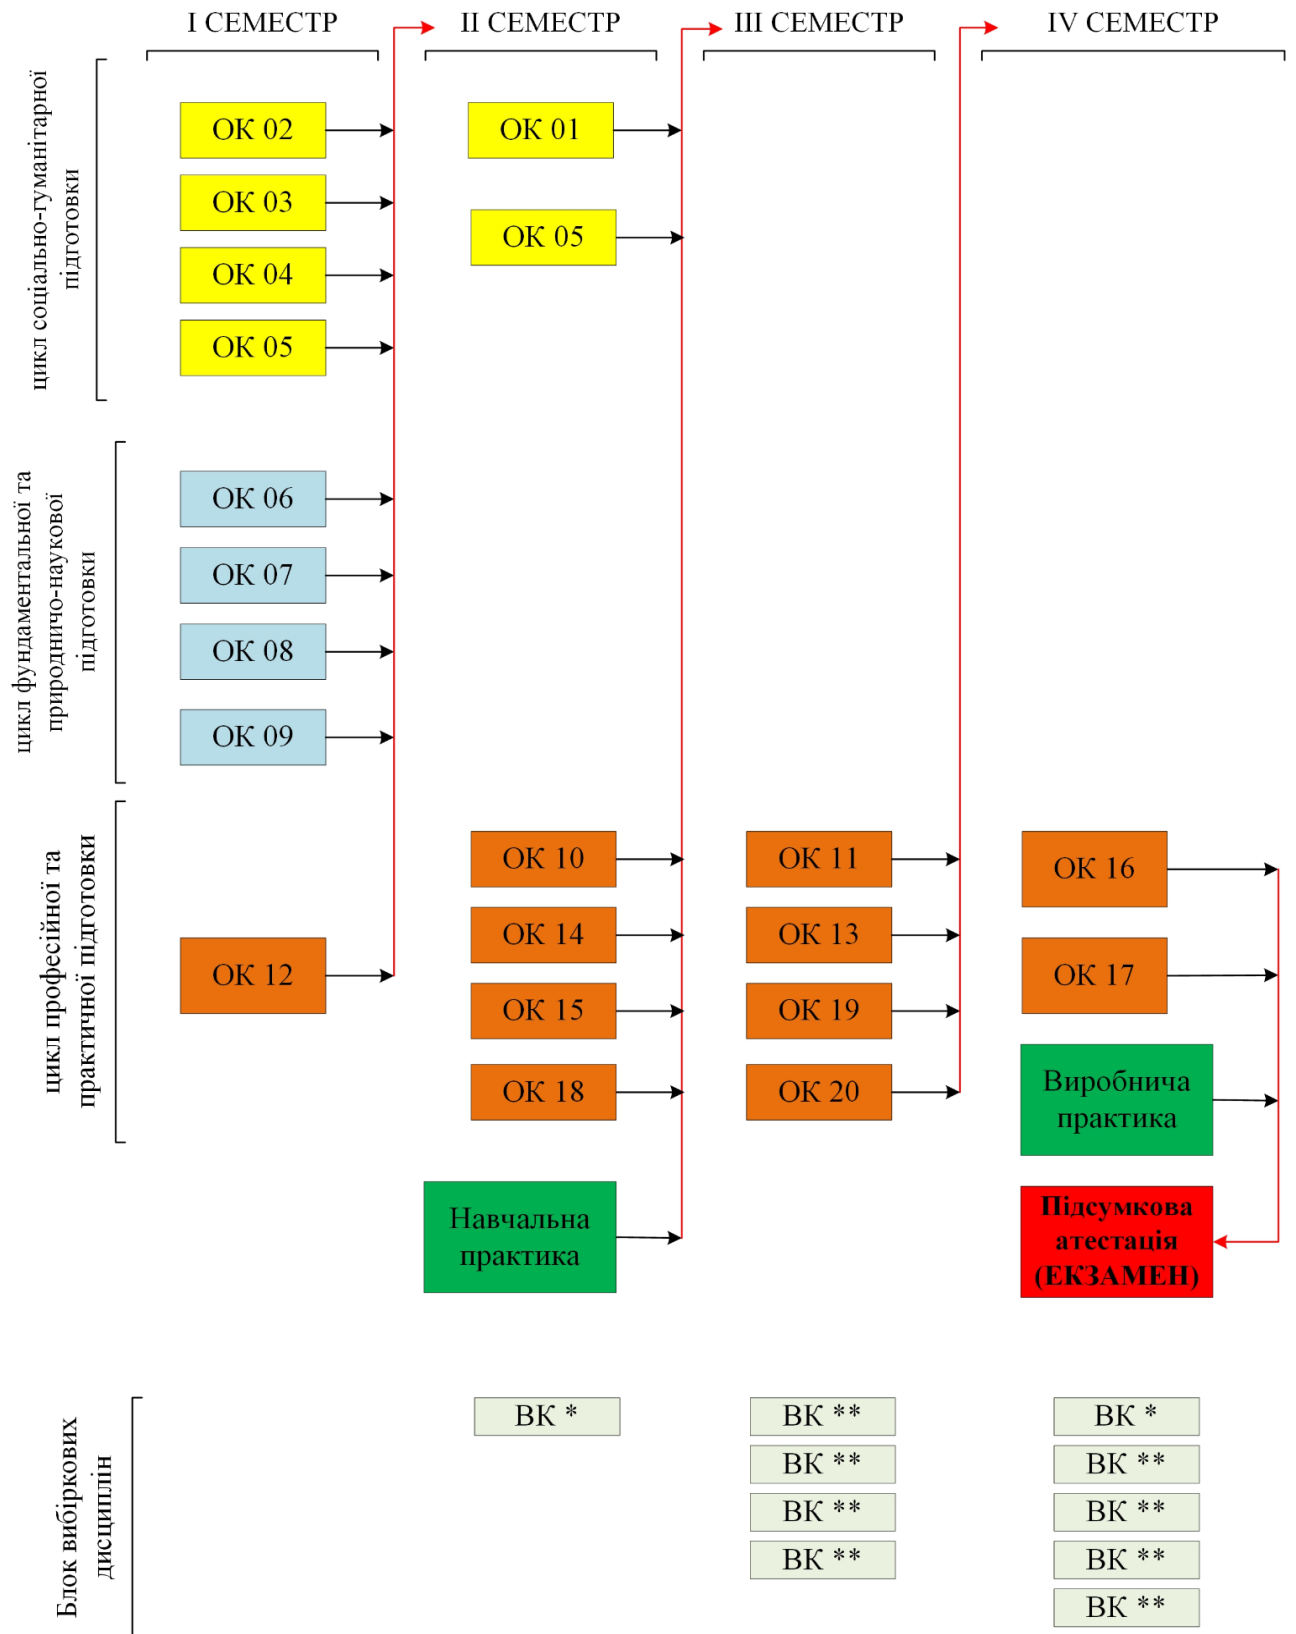 І СЕМЕСТР
ІІ СЕМЕСТР
ІІІ СЕМЕСТР
IV СЕМЕСТР
цикл соціально-гуманітарної
підготовки
ОК 02
ОК 01
ОК 03
ОК 05
ОК 04
ОК 05
цикл фундаментальної та
природничо-наукової
підготовки
ОК 06
ОК 07
ОК 08
ОК 09
цикл професійної та
практичної підготовки
ОК 12
ОК 10
ОК 11
ОК 16
ОК 14
ОК 13
ОК 17
ОК 15
ОК 19
ОК 18
ОК 20
Виробнича
практика
Навчальна
практика
Підсумкова
атестація
(ЕКЗАМЕН)
Блок вибіркових
дисциплін
ВК *
ВК **
ВК *
ВК **
ВК **
ВК **
ВК **
ВК **
ВК **
ВК **